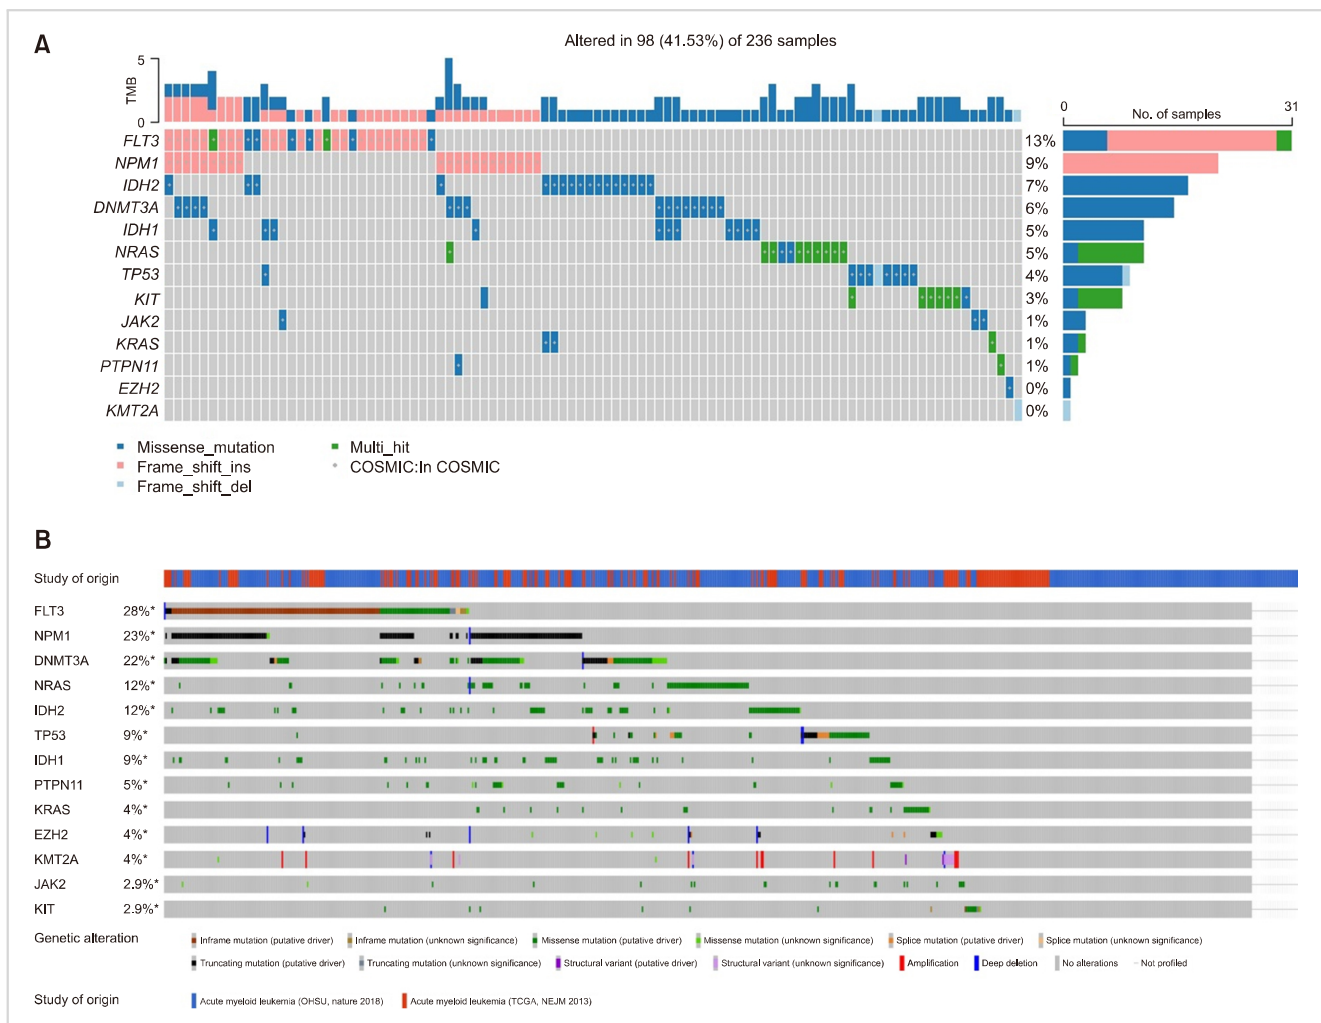 A
Altered in 98 (41.53%) of 236 samples
5
TMB
0
0 31
No. of samples
FLT3 13%
NPM1 9%
IDH2 7%
DNMT3A 6%
IDH1 5%
NRAS 5%
TP53 4%
KIT 3%
JAK2 1%
KRAS 1%
PTPN11 1%
EZH2 0%
KMT2A 0%
Missense_mutation Multi_hit
Frame_shift_ins COSMIC:In COSMIC
Frame_shift_del
B
Study of origin
FLT3 28%*
NPM1 23%*
DNMT3A 22%*
NRAS 12%*
IDH2 12%*
TP53 9%*
IDH1 9%*
PTPN11 5%*
KRAS 4%*
EZH2 4%*
KMT2A 4%*
JAK2 2.9%*
KIT 2.9%*
Genetic alteration Inframe mutation (putative driver) Inframe mutation (unknown significance) Missense mutation (putative driver) Missense mutation (unknown significance) Splice mutation (putative driver) Splice mutation (unknown significance)
Truncating mutation (putative driver) Truncating mutation (unknown significance) Structural variant (putative driver) Structural variant (unknown significance) Amplification Deep deletion No alterations Not profiled
Study of origin Acute myeloid leukemia (OHSU, nature 2018) Acute myeloid leukemia (TCGA, NEJM 2013)